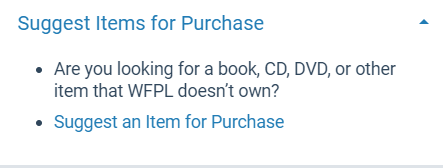 Suggest Items for Purchase
Are you looking for a book, CD, DVD, or other
item that WFPL doesn't own?
Suggest an Item for Purchase